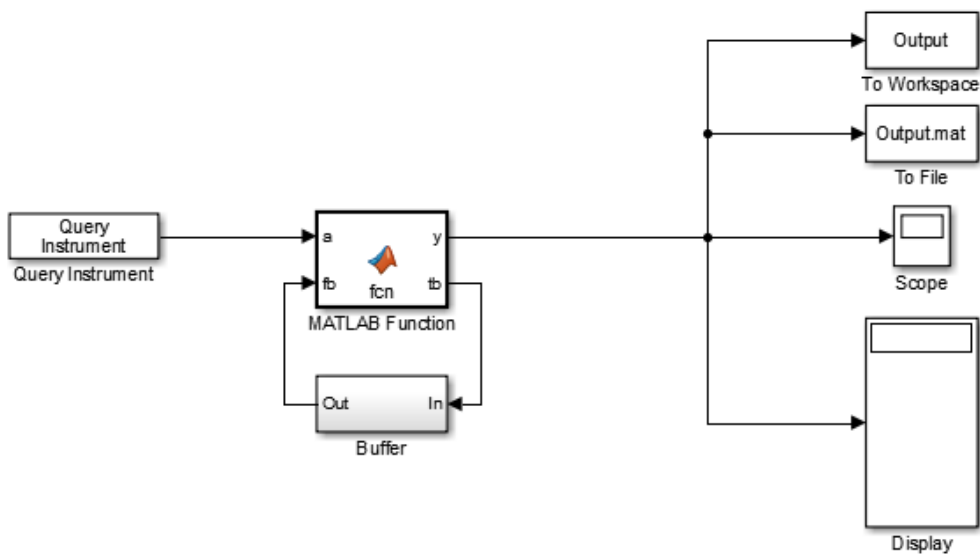 Output
To Workspace
Output.mat
To File
Query
Instrument
Query Instrument
a
y
fb
tb
fcn
MATLAB Function
Scope
Out
In
Buffer
Display